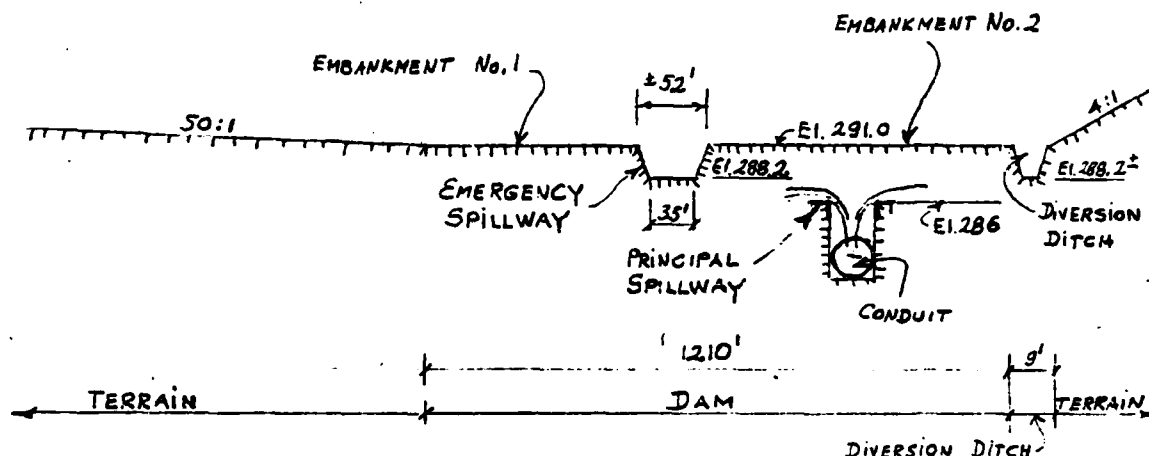 EMBANKMENT No.2
EMBANKMENT No.1
±52'
4:1
50:1
El. 291.0
EMERGENCY
SPILLWAY
El. 288.2
El. 288.2±
35'
DIVERSION
DITCH
El. 286
PRINCIPAL
SPILLWAY
CONDUIT
1210'
9'
TERRAIN
DAM
TERRAIN
DIVERSION DITCH